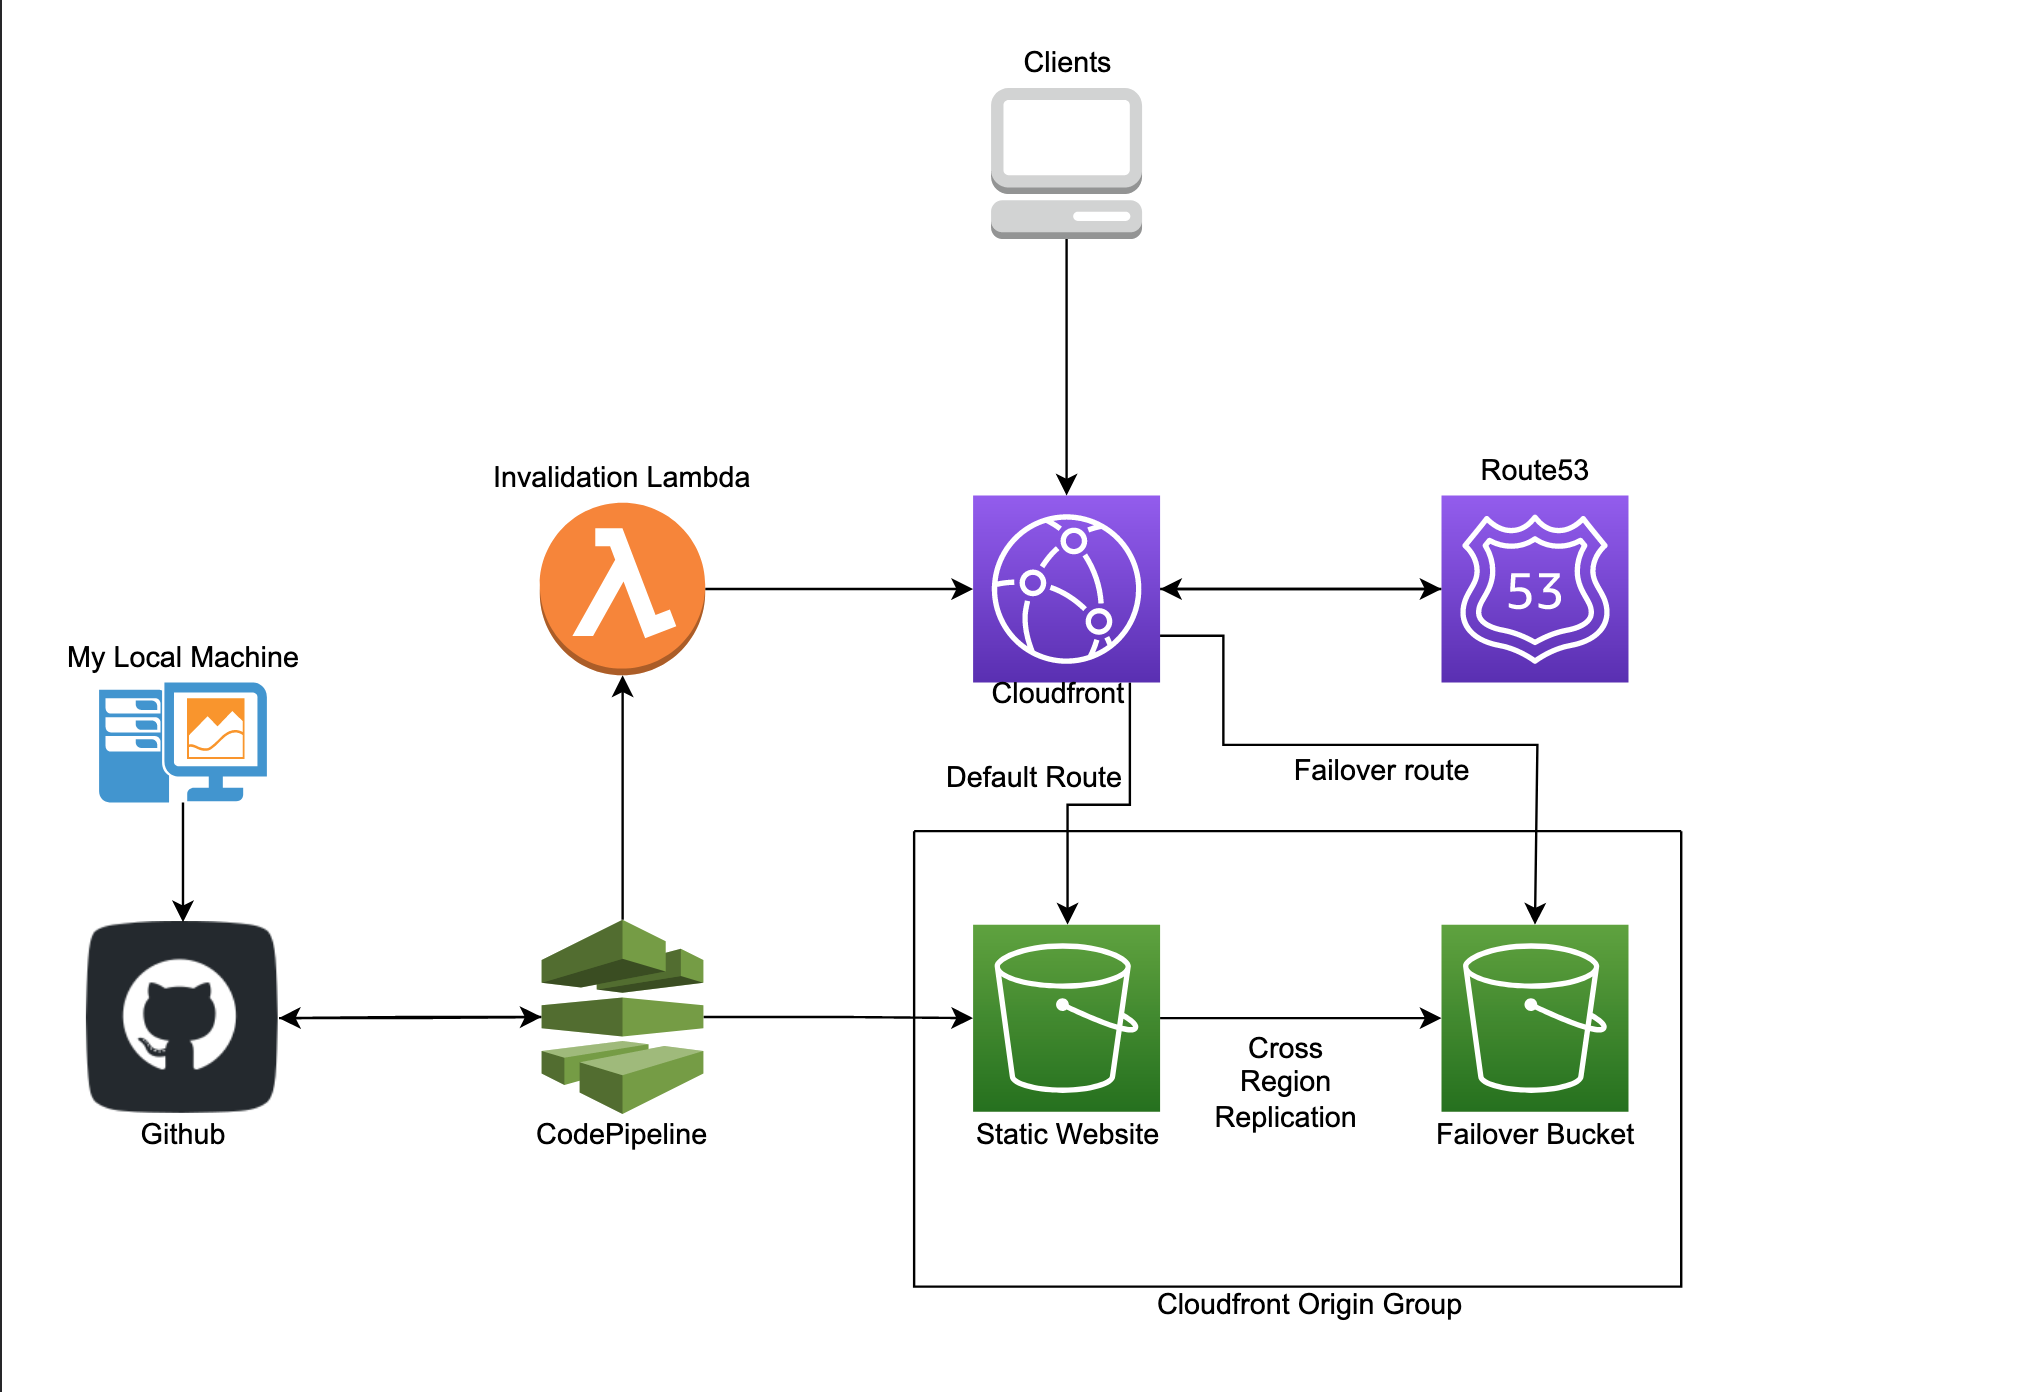 Clients
Invalidation Lambda
Route53
53
My Local Machine
Cloudfront
Default Route
Failover route
Cross
Region
Replication
Github
CodePipeline
Static Website
Failover Bucket
Cloudfront Origin Group